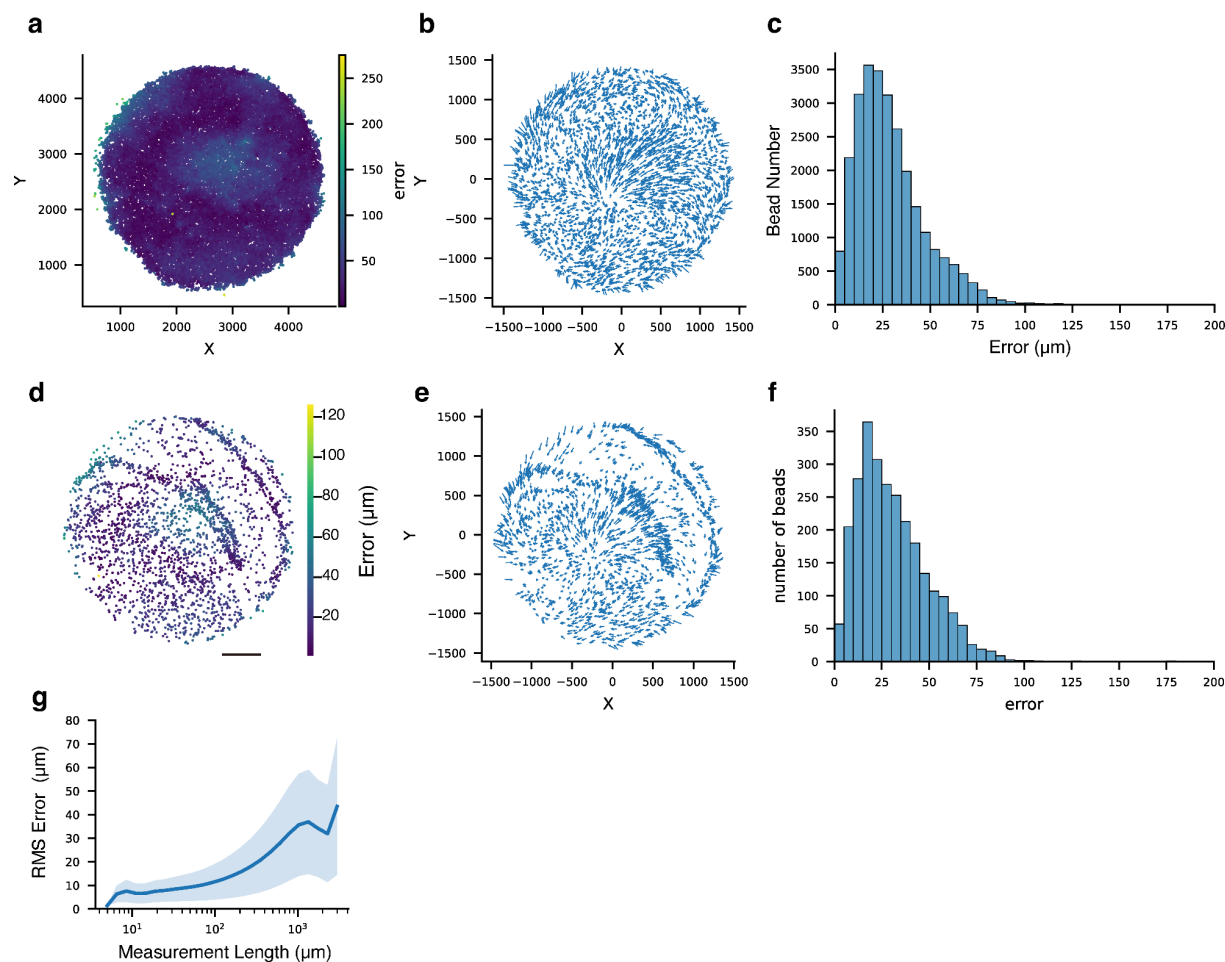 a
4000
3000
2000
1000
Y
1000 2000 3000 4000
X
250
200
150
100
50
error
b
1500
1000
500
0
−500
−1000
−1500
Y
−1500 −1000 −500 0 500 1000 1500
X
c
3500
3000
2500
2000
1500
1000
500
0
Bead Number
0 25 50 75 100 125 150 175 200
Error (µm)
d
120
100
80
60
40
20
Error (µm)
e
1500
1000
500
0
−500
−1000
−1500
Y
−1500 −1000 −500 0 500 1000 1500
X
f
350
300
250
200
150
100
50
0
number of beads
0 25 50 75 100 125 150 175 200
error
g
80
70
60
50
40
30
20
10
0
RMS Error (µm)
10¹ 10² 10³
Measurement Length (µm)